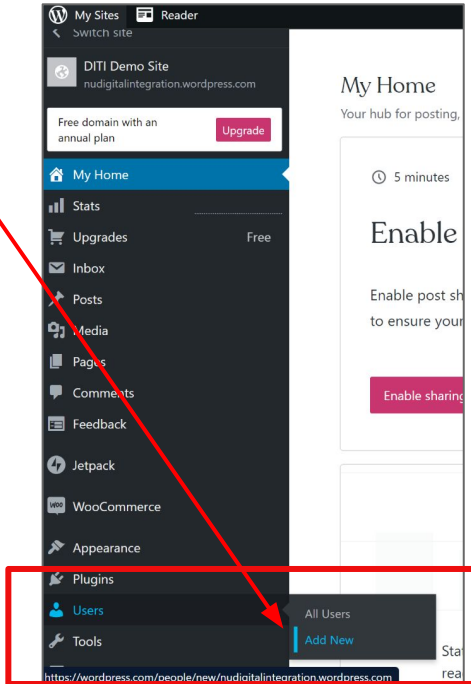 My Sites Reader
Switch site
DITI Demo Site
nudigitalintegration.wordpress.com
Free domain with an
annual plan
Upgrade
My Home
Stats
Upgrades Free
Inbox
Posts
Media
Pages
Comments
Feedback
Jetpack
WOO WooCommerce
Appearance
Plugins
Users
Tools
All Users
Add New
https://wordpress.com/people/new/nudigitalintegration.wordpress.com
My Home
Your hub for posting,
5 minutes
Enable
Enable post sh
to ensure your
Enable sharing
Sta
rea